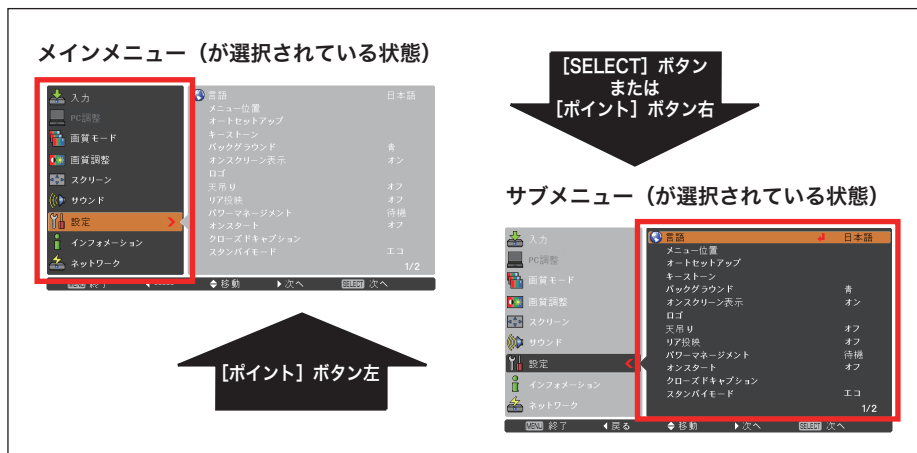 メインメニュー（が選択されている状態）
入力
PC調整
画質モード
画質調整
スクリーン
サウンド
設定
インフォメーション
ネットワーク
言語 日本語
メニュー位置
オートセットアップ
キーストーン
バックグラウンド 青
オンスクリーン表示 オン
ロゴ
天吊り オフ
リア投映 オフ
パワーマネージメント 待機
オンスタート オフ
クローズドキャプション
スタンバイモード エコ
1/2
MENU 終了 移動 次へ SELECT 次へ
[SELECT] ボタン
または
[ポイント] ボタン右
[ポイント] ボタン左
サブメニュー（が選択されている状態）
入力
PC調整
画質モード
画質調整
スクリーン
サウンド
設定
インフォメーション
ネットワーク
言語 日本語
メニュー位置
オートセットアップ
キーストーン
バックグラウンド 青
オンスクリーン表示 オン
ロゴ
天吊り オフ
リア投映 オフ
パワーマネージメント 待機
オンスタート オフ
クローズドキャプション
スタンバイモード エコ
1/2
MENU 終了 戻る 移動 次へ SELECT 次へ